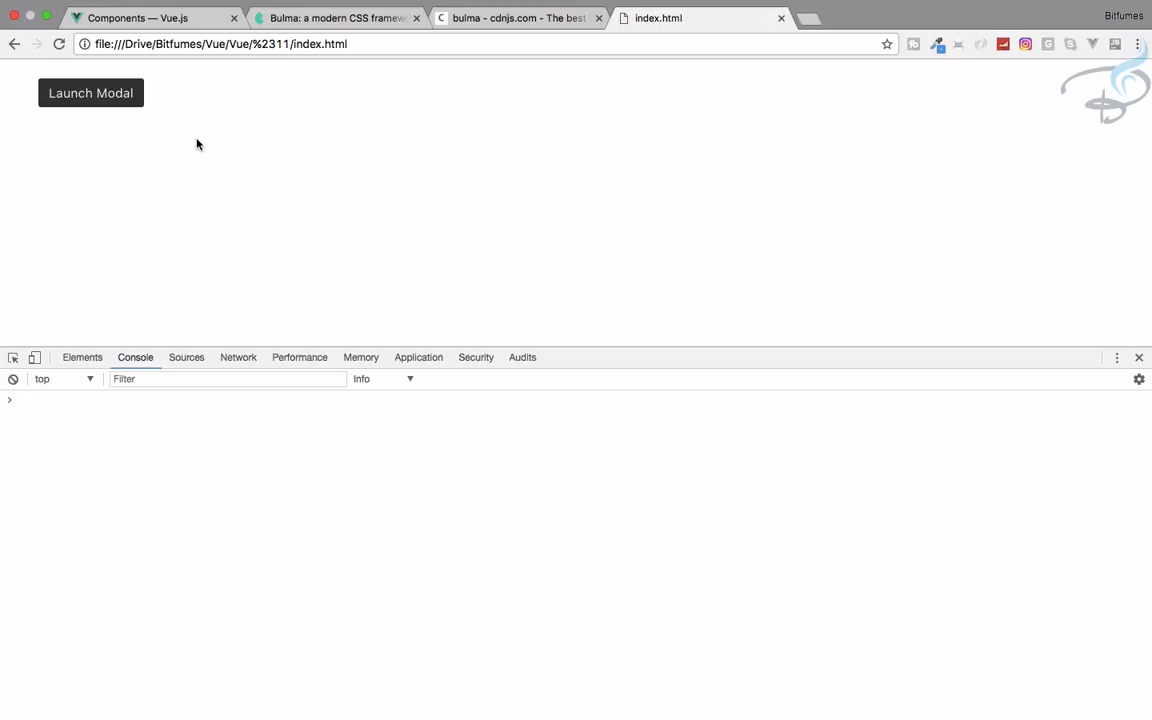 Components — Vue.js
Bulma: a modern CSS framew
bulma - cdnjs.com - The best
index.html
Bitfumes
file:///Drive/Bitfumes/Vue/Vue/%2311/index.html
Launch Modal
Elements Console Sources Network Performance Memory Application Security Audits
top Filter Info